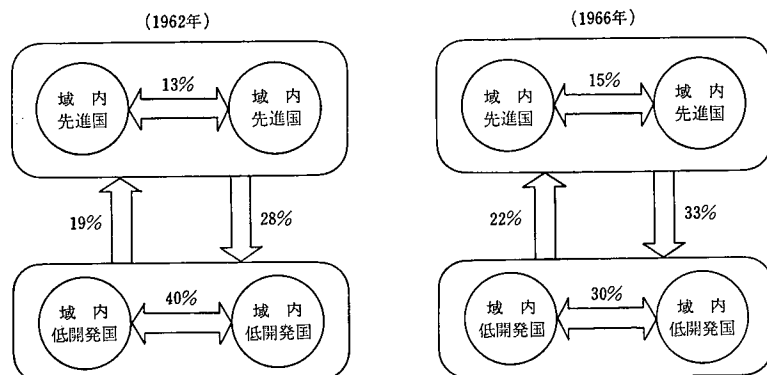 (1962年)
13%
域 内
先進国
域 内
先進国
19%
28%
40%
域 内
低開発国
域 内
低開発国
(1966年)
15%
域 内
先進国
域 内
先進国
22%
33%
30%
域 内
低開発国
域 内
低開発国